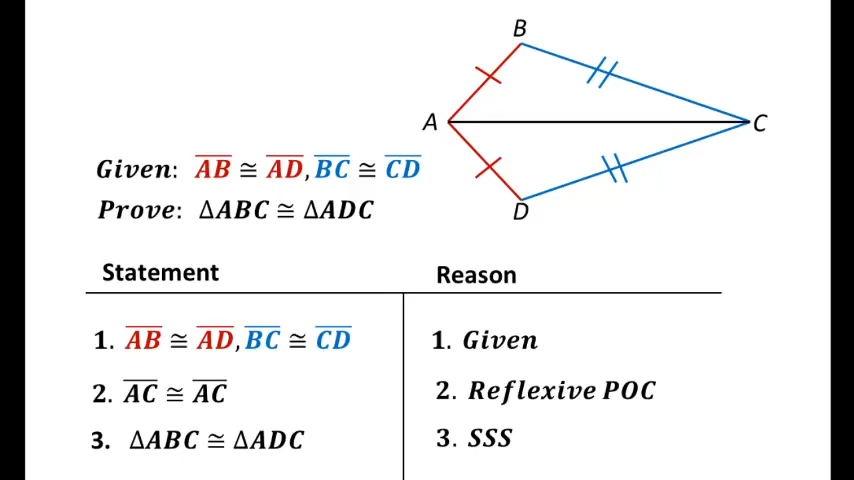 B
A
C
D
Given: AB ≅ AD, BC ≅ CD
Prove: ΔABC ≅ ΔADC
Statement
Reason
1. AB ≅ AD, BC ≅ CD
1. Given
2. AC ≅ AC
2. Reflexive POC
3. ΔABC ≅ ΔADC
3. SSS